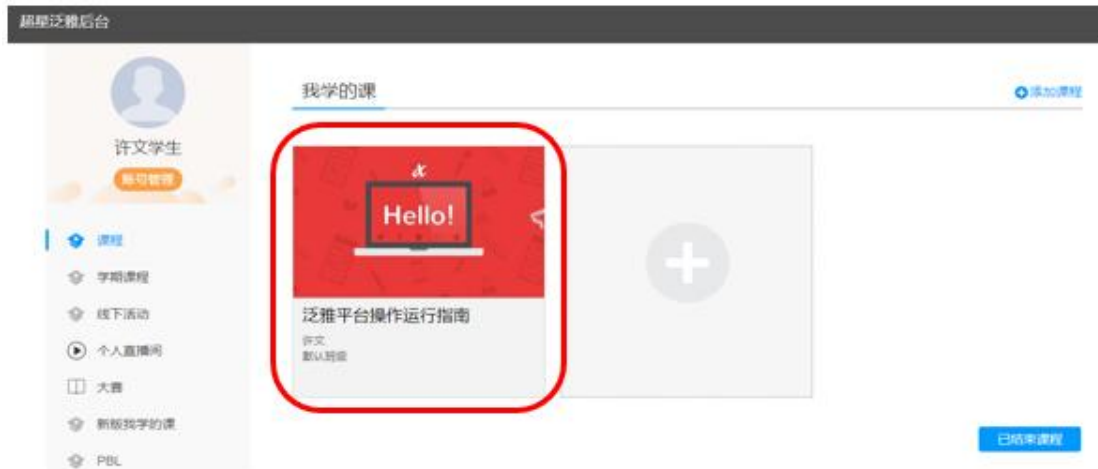 超星泛雅后台
许文学生
账号管理
课程
学期课程
线下活动
个人直播间
大赛
新版我学的课
PBL
我学的课
添加课程
Hello!
泛雅平台操作运行指南
许文
默认班级
已结束课程